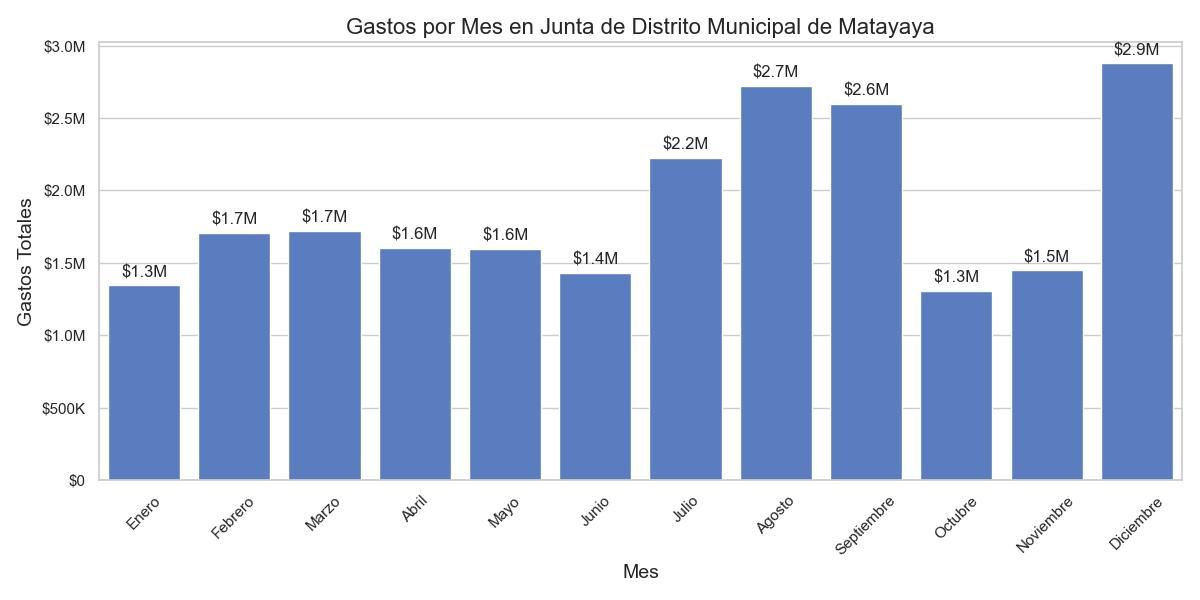 Gastos por Mes en Junta de Distrito Municipal de Matayaya
Gastos Totales
$3.0M
$2.5M
$2.0M
$1.5M
$1.0M
$500K
$0
$1.3M
$1.7M
$1.7M
$1.6M
$1.6M
$1.4M
$2.2M
$2.7M
$2.6M
$1.3M
$1.5M
$2.9M
Enero
Febrero
Marzo
Abril
Mayo
Junio
Julio
Agosto
Septiembre
Octubre
Noviembre
Diciembre
Mes